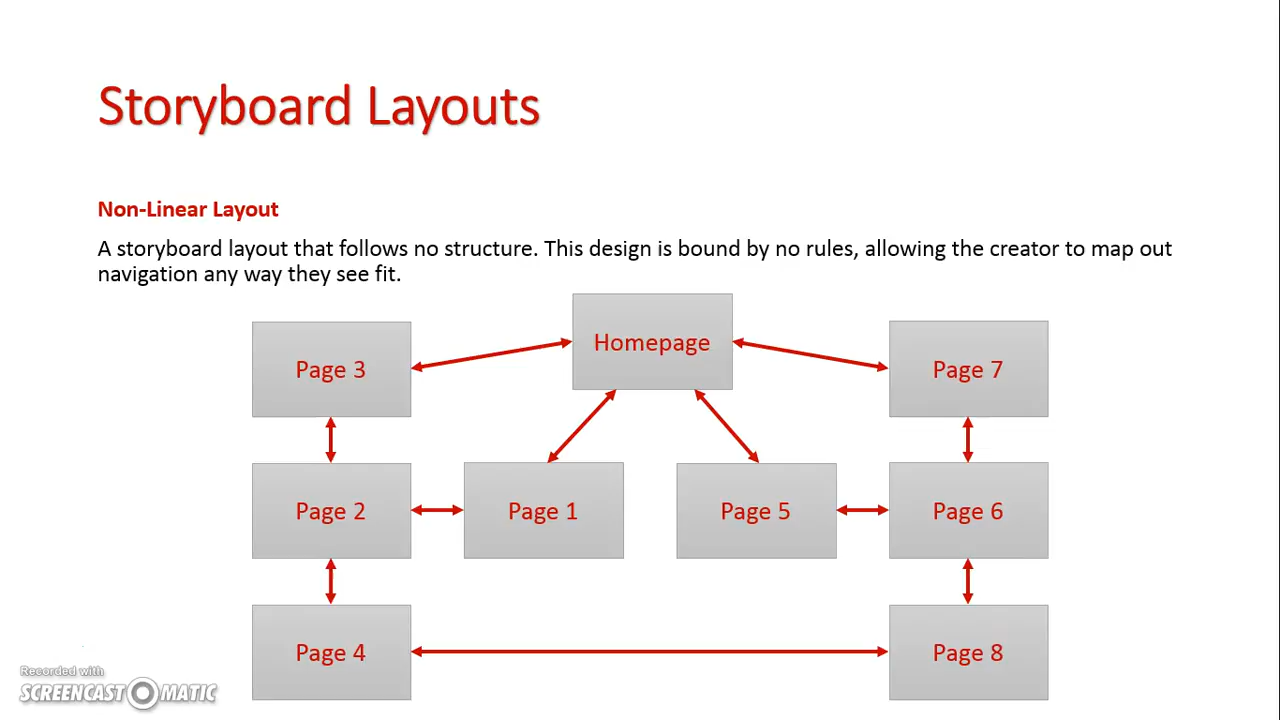 Storyboard Layouts
Non-Linear Layout
A storyboard layout that follows no structure. This design is bound by no rules, allowing the creator to map out
navigation any way they see fit.
Homepage
Page 3
Page 7
Page 2
Page 1
Page 5
Page 6
Page 4
Page 8
Recorded with
SCREENCAST MATIC